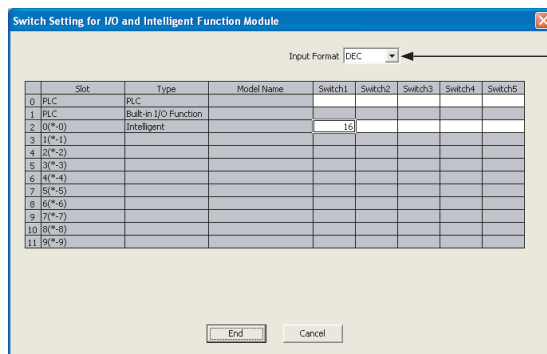 Switch Setting for I/O and Intelligent Function Module
Input Format DEC
Slot Type Model Name Switch1 Switch2 Switch3 Switch4 Switch5
0 PLC PLC
1 PLC Built-in I/O Function
2 0(*-0) Intelligent 16
3 1(*-1)
4 2(*-2)
5 3(*-3)
6 4(*-4)
7 5(*-5)
8 6(*-6)
9 7(*-7)
10 8(*-8)
11 9(*-9)
End Cancel